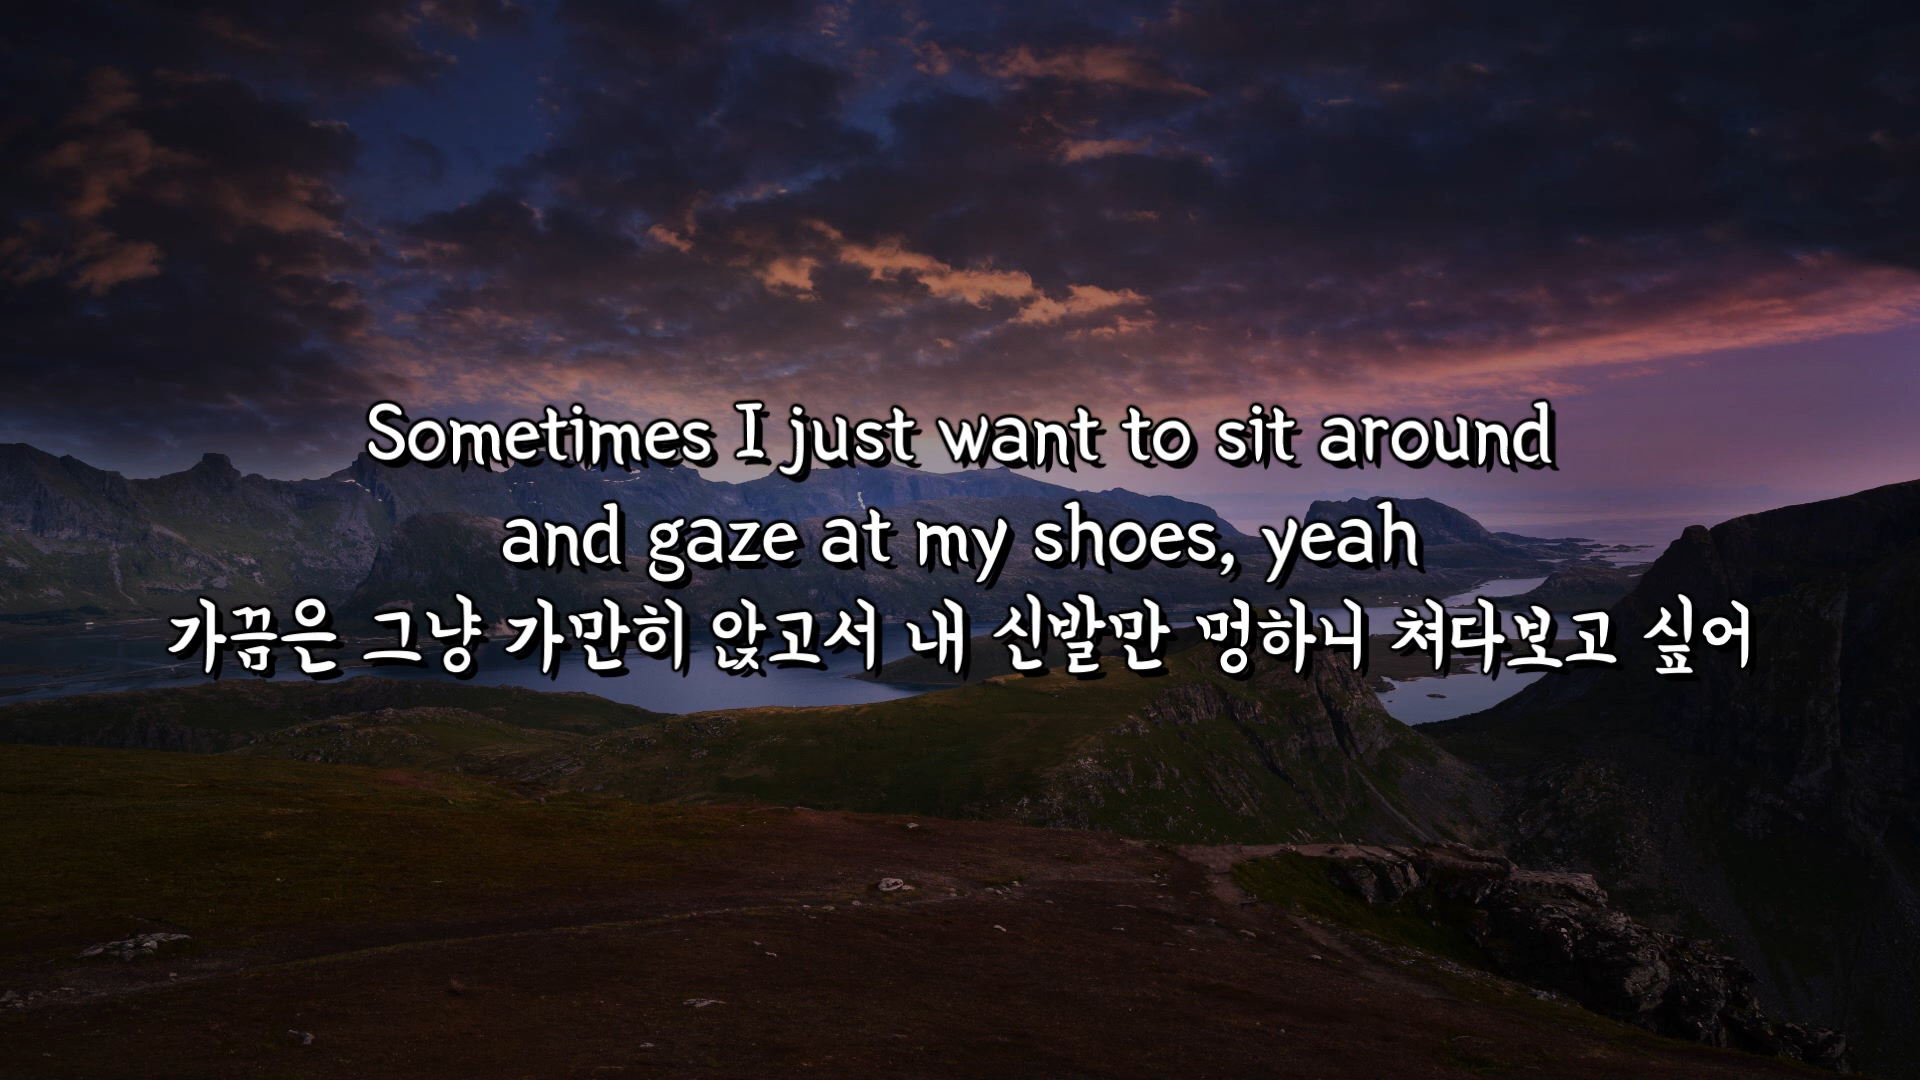 Sometimes I just want to sit around
and gaze at my shoes, yeah
가끔은 그냥 가만히 앉고서 내 신발만 멍하니 쳐다보고 싶어